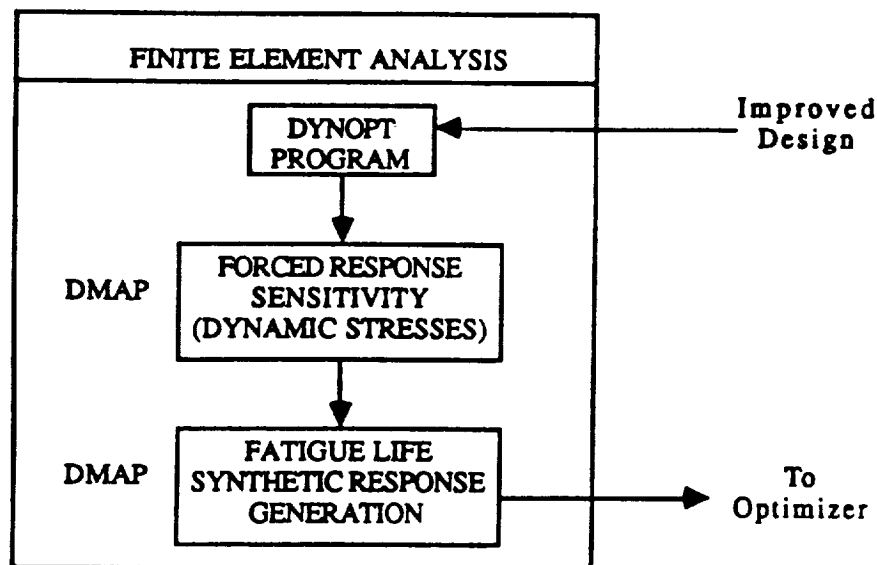 FINITE ELEMENT ANALYSIS
DYNOPT
PROGRAM
Improved
Design
DMAP
FORCED RESPONSE
SENSITIVITY
(DYNAMIC STRESSES)
DMAP
FATIGUE LIFE
SYNTHETIC RESPONSE
GENERATION
To
Optimizer